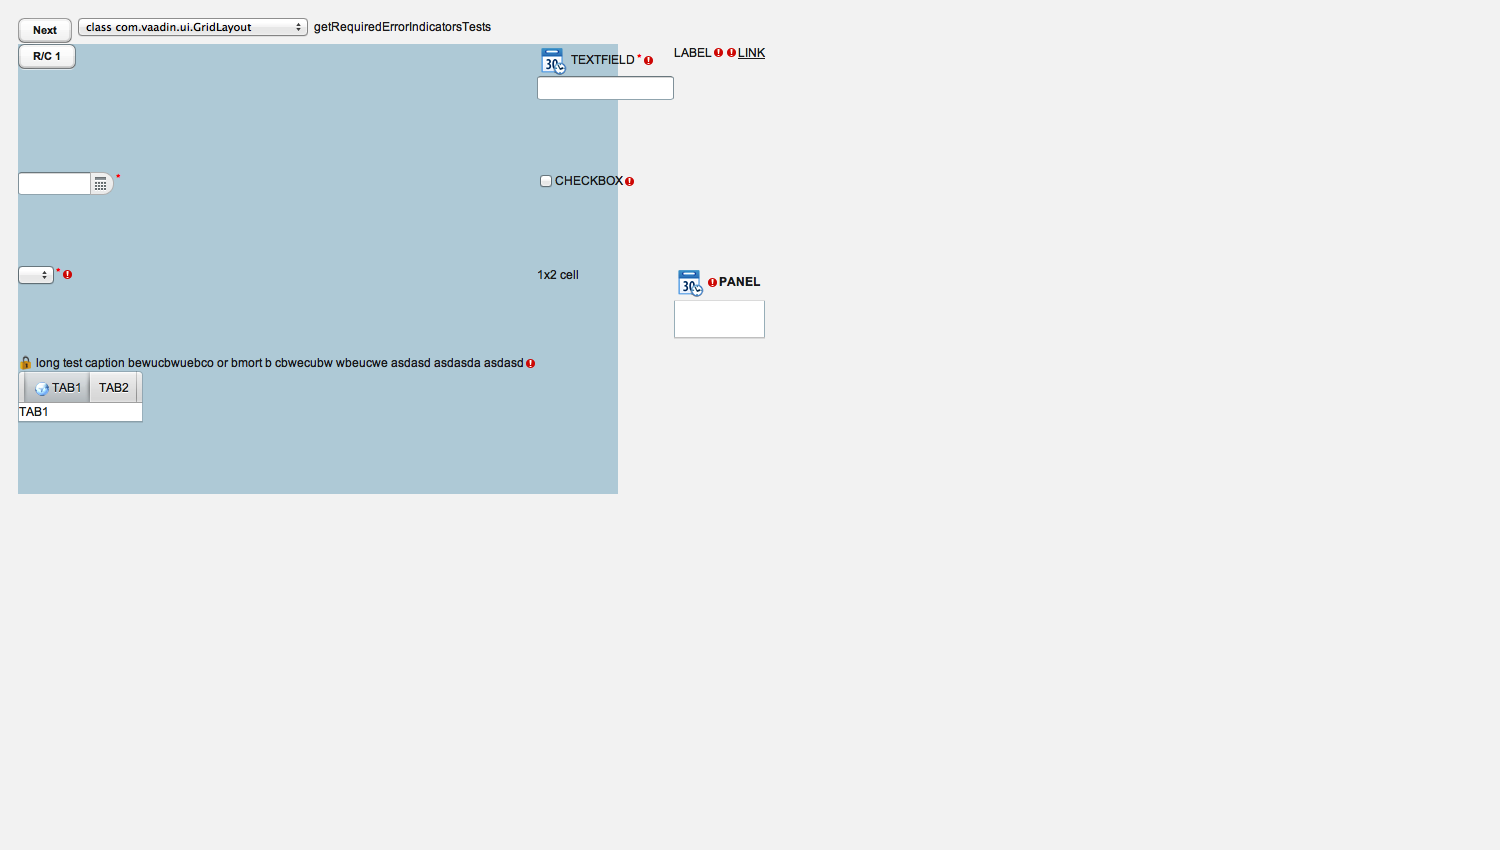 Next class com.vaadin.ui.GridLayout getRequiredErrorIndicatorsTests
R/C 1
30 TEXTFIELD *
LABEL LINK
*
CHECKBOX
*
1x2 cell
30 PANEL
long test caption bewucbwuebco or bmort b cbwecubw wbeucwe asdasd asdasda asdasd
TAB1 TAB2
TAB1